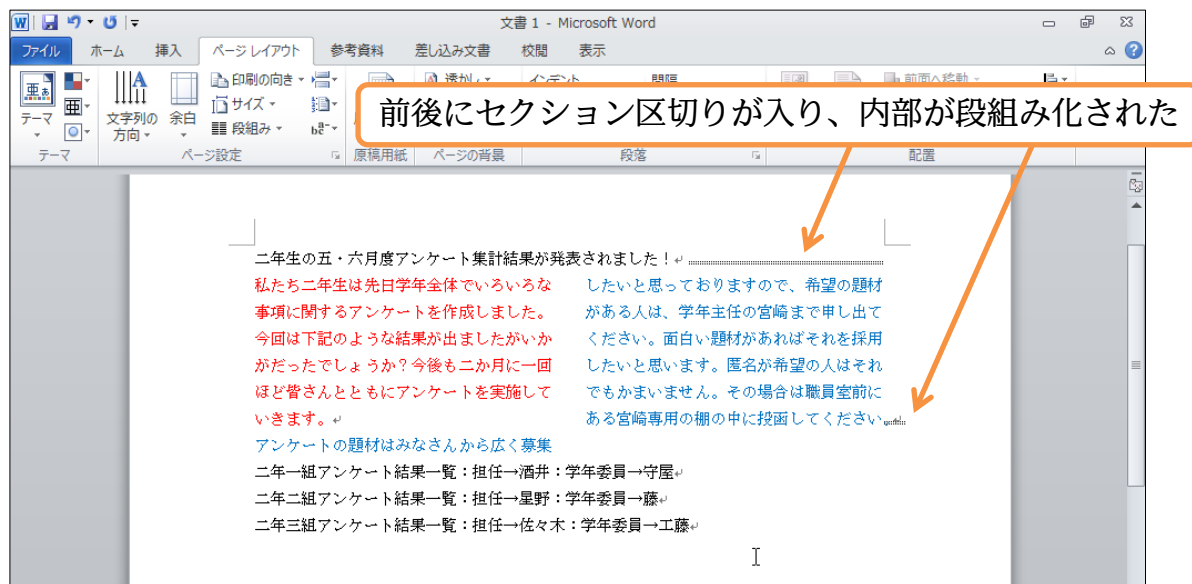 文書 1 - Microsoft Word
ファイル ホーム 挿入 ページ レイアウト 参考資料 差し込み文書 校閲 表示
テーマ
文字列の方向
余白
印刷の向き
サイズ
段組み
透かし
インデント
間隔
前面へ移動
テーマ ページ設定 原稿用紙 ページの背景 段落 配置
前後にセクション区切りが入り、内部が段組み化された
二年生の五・六月度アンケート集計結果が発表されました!
私たち二年生は先日学年全体でいろいろな
事項に関するアンケートを作成しました。
今回は下記のような結果が出ましたがいか
がだったでしょうか?今後も二か月に一回
ほど皆さんとともにアンケートを実施して
いきます。
アンケートの題材はみなさんから広く募集
したいと思っておりますので、希望の題材
がある人は、学年主任の宮崎まで申し出て
ください。面白い題材があればそれを採用
したいと思います。匿名が希望の人はそれ
でもかまいません。その場合は職員室前に
ある宮崎専用の棚の中に投函してください
二年一組アンケート結果一覧:担任→酒井:学年委員→守屋
二年二組アンケート結果一覧:担任→星野:学年委員→藤
二年三組アンケート結果一覧:担任→佐々木:学年委員→工藤